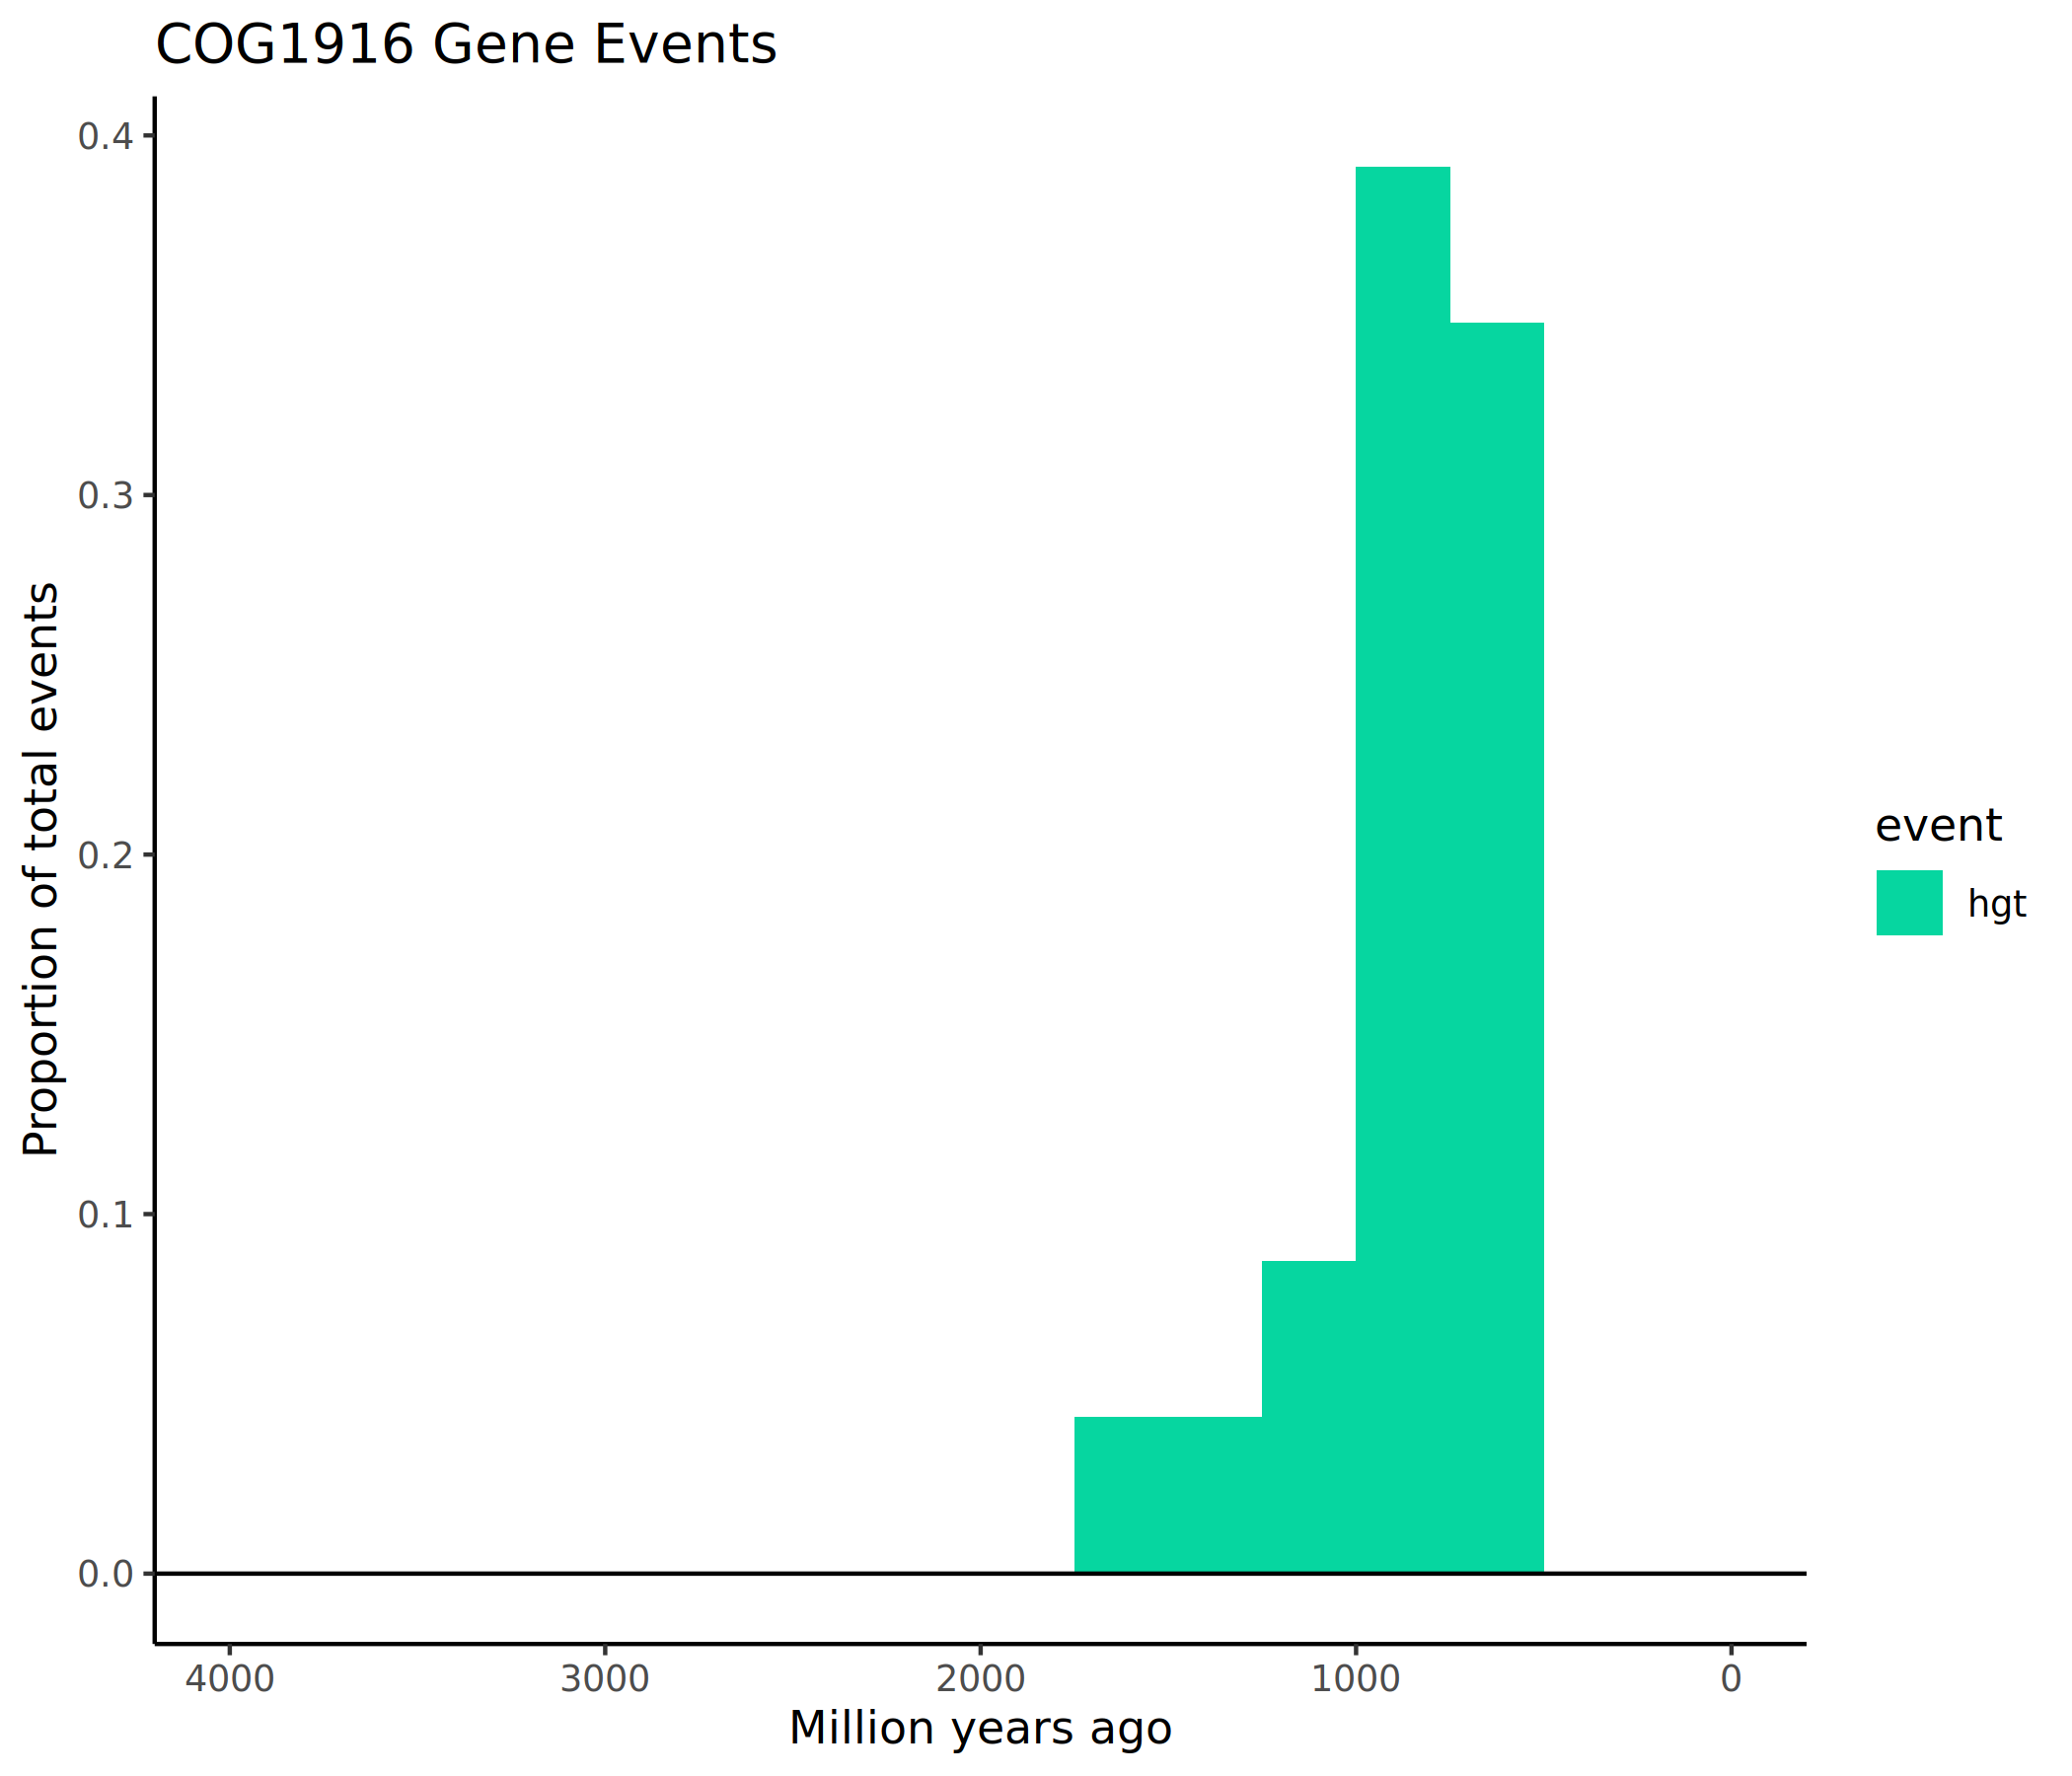 COG1916 Gene Events
Proportion of total events
0.4
0.3
0.2
0.1
0.0
4000 3000 2000 1000 0
Million years ago
event
hgt